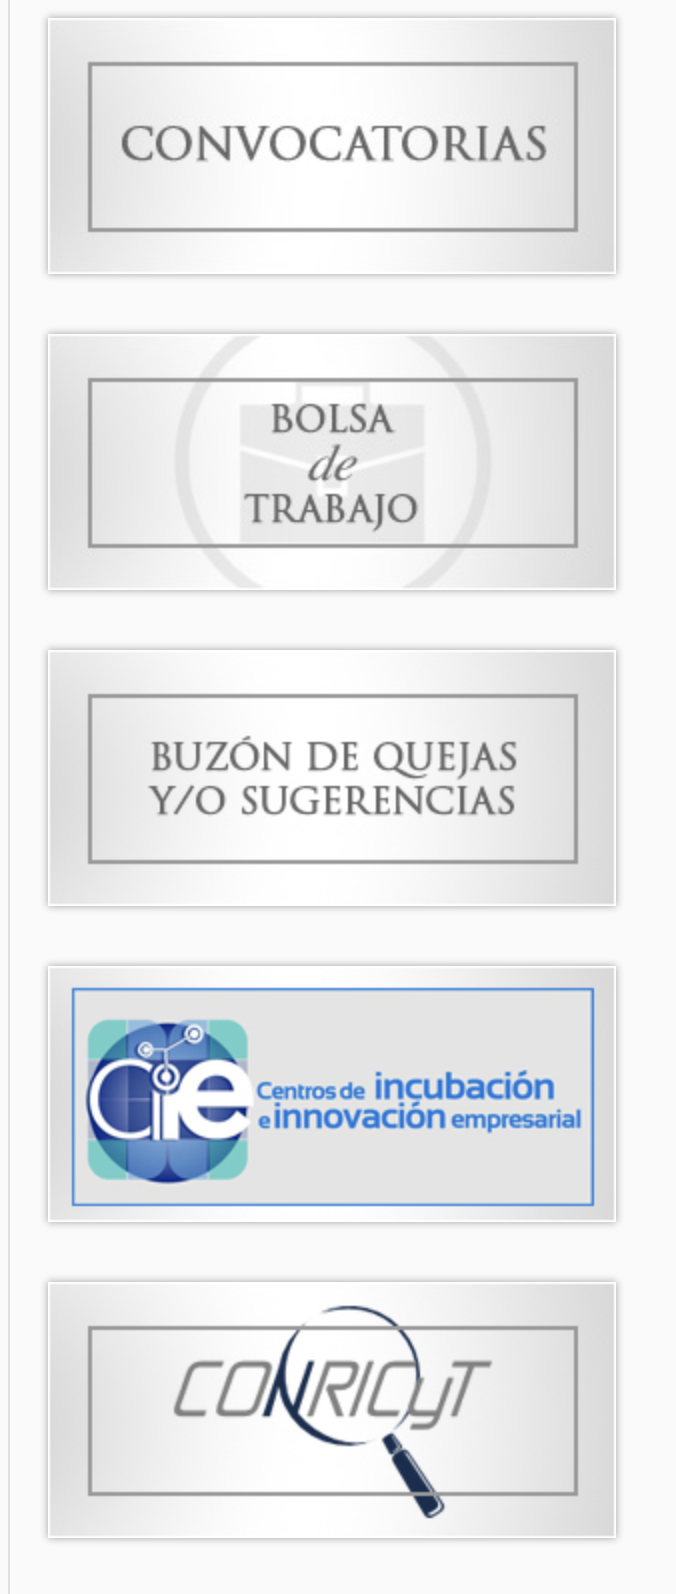 CONVOCATORIAS
BOLSA
de
TRABAJO
BUZÓN DE QUEJAS
Y/O SUGERENCIAS
cie
Centros de incubación
e innovación empresarial
CONRICyT